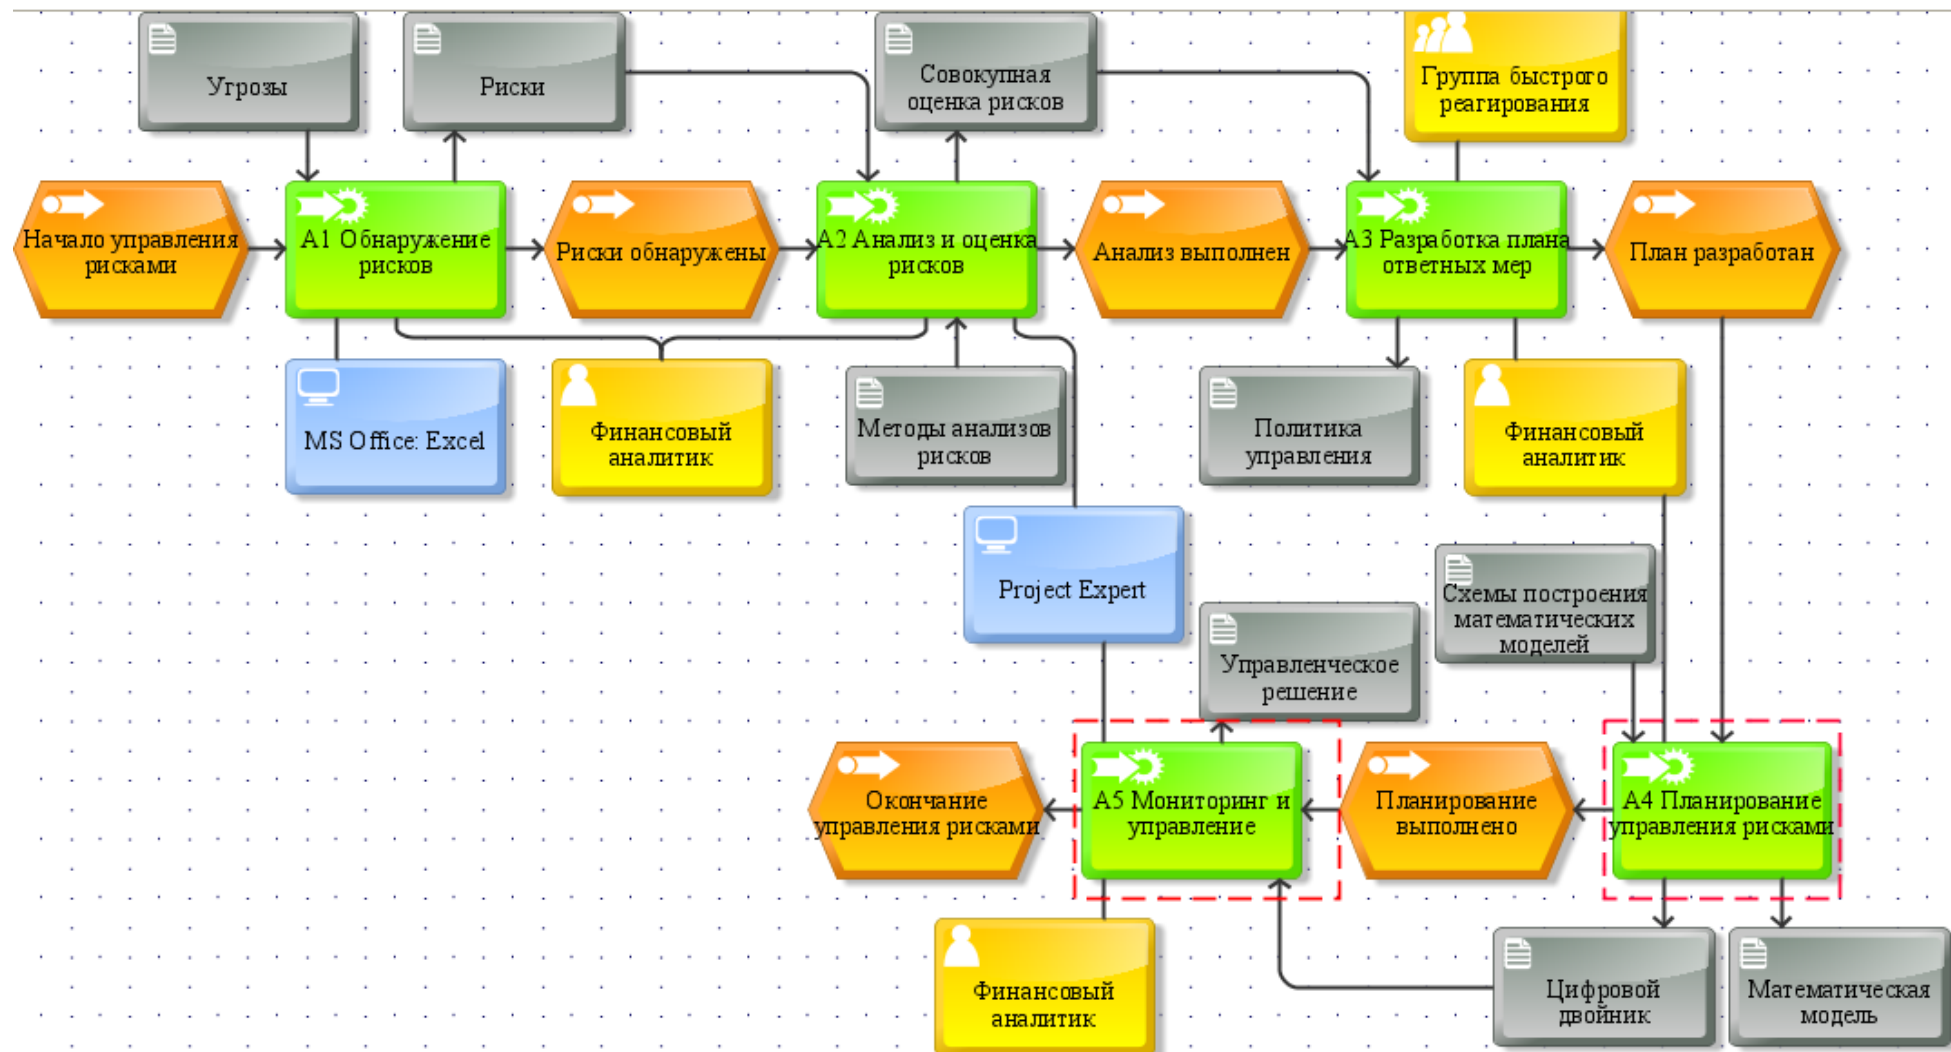 Угрозы
Риски
Совокупная
оценка рисков
Группа быстрого
реагирования
Начало управления
рисками
A1 Обнаружение
рисков
Риски обнаружены
A2 Анализ и оценка
рисков
Анализ выполнен
A3 Разработка плана
ответных мер
План разработан
MS Office: Excel
Финансовый
аналитик
Методы анализов
рисков
Политика
управления
Финансовый
аналитик
Project Expert
Схемы построения
математических
моделей
Управленческое
решение
Окончание
управления рисками
A5 Мониторинг и
управление
Планирование
выполнено
A4 Планирование
управления рисками
Финансовый
аналитик
Цифровой
двойник
Математическая
модель